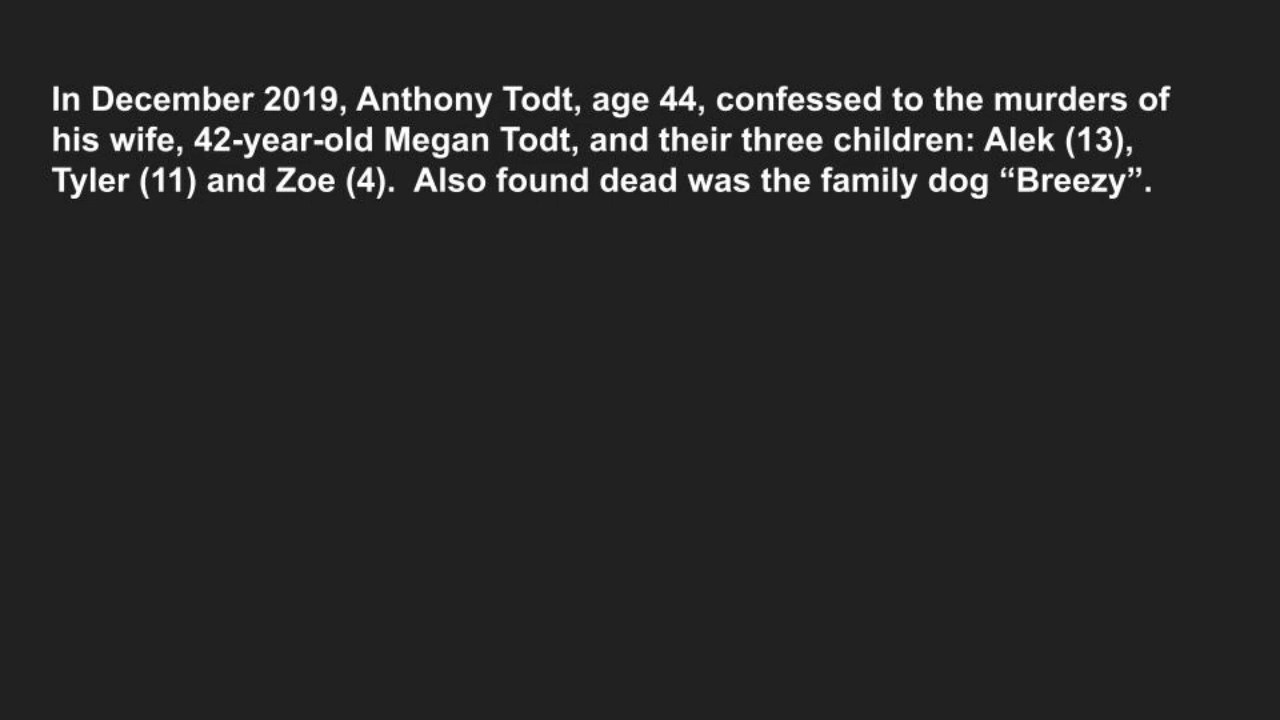 In December 2019, Anthony Todt, age 44, confessed to the murders of
his wife, 42-year-old Megan Todt, and their three children: Alek (13),
Tyler (11) and Zoe (4).  Also found dead was the family dog “Breezy”.